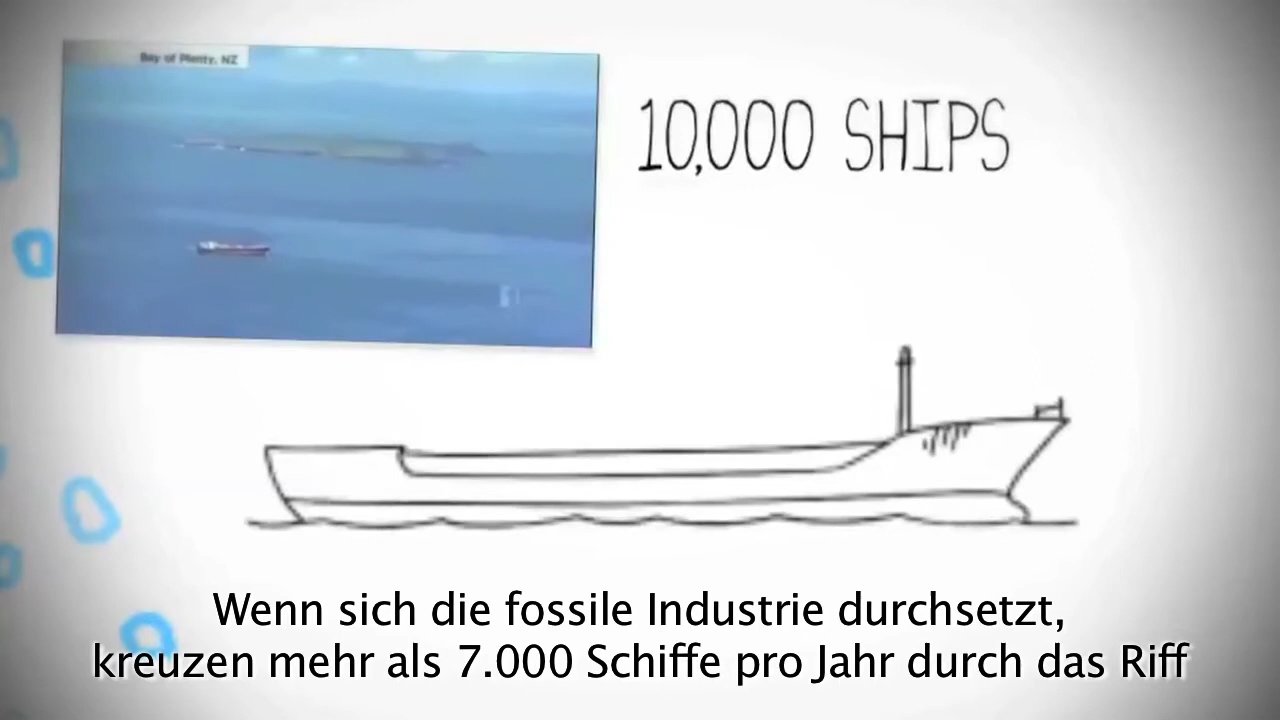 Bay of Plenty, NZ
10,000 SHIPS
Wenn sich die fossile Industrie durchsetzt,
kreuzen mehr als 7.000 Schiffe pro Jahr durch das Riff